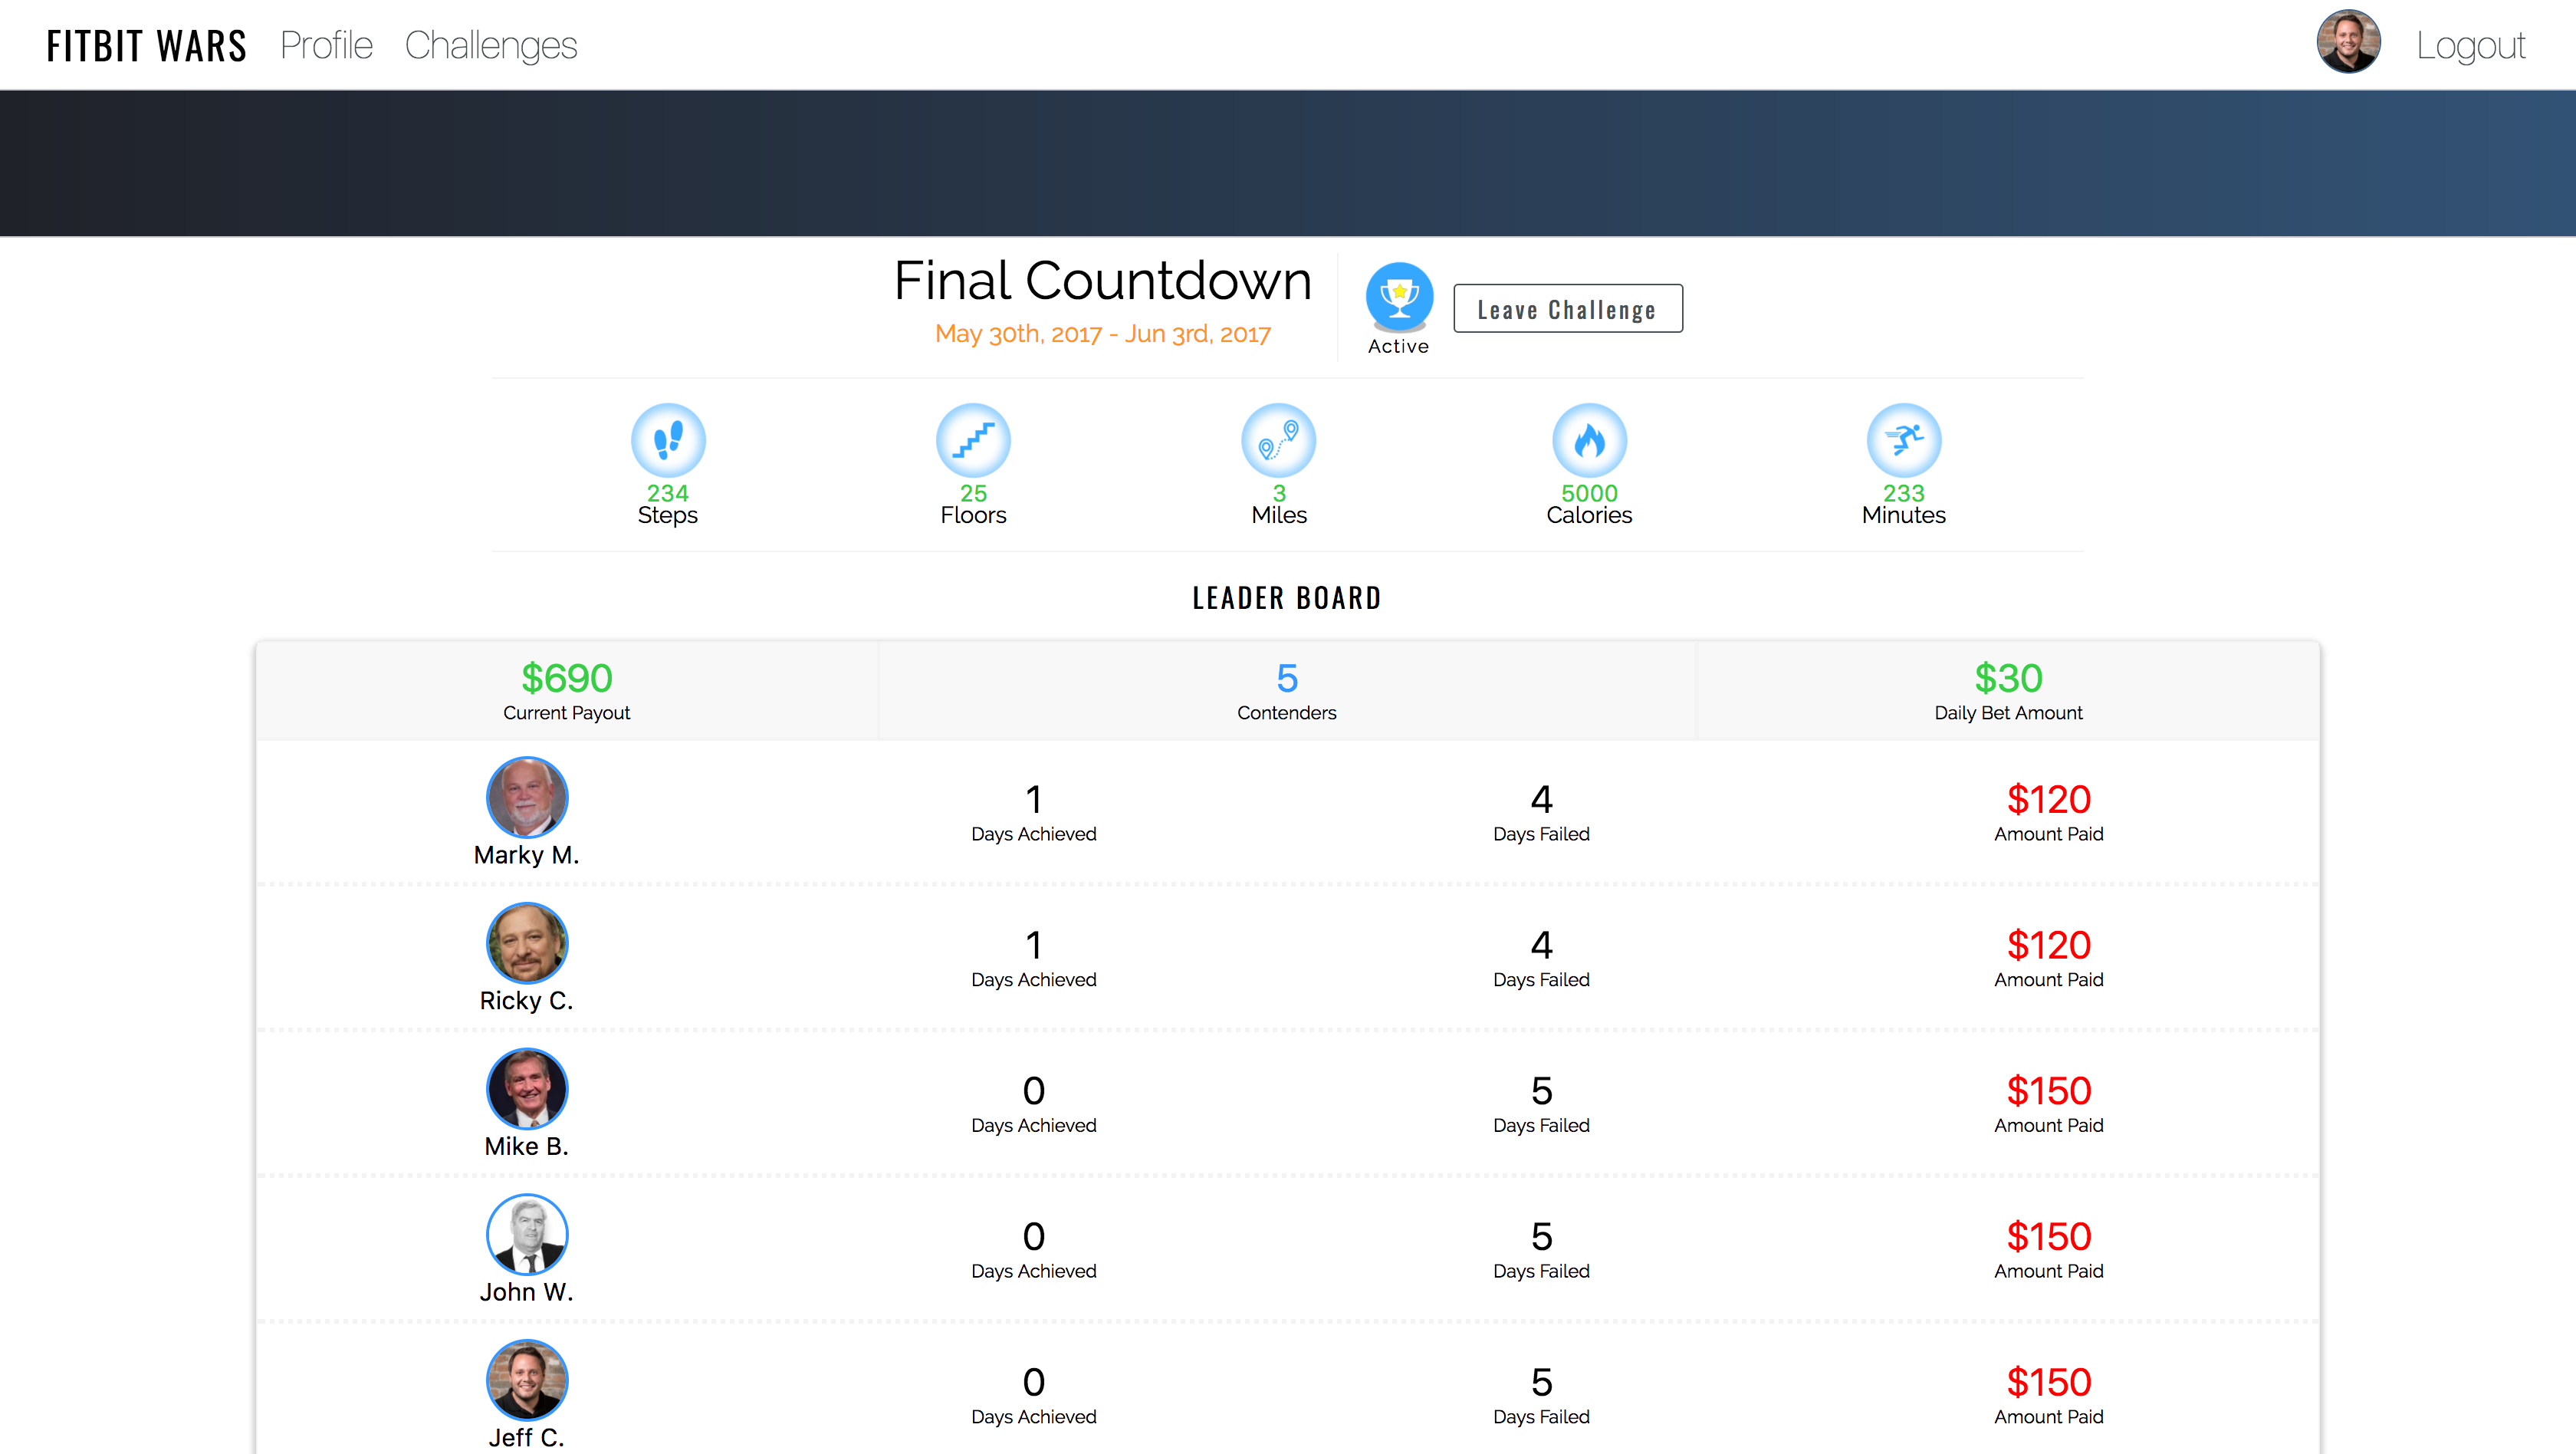 FITBIT WARS Profile Challenges Logout
Final Countdown
May 30th, 2017 - Jun 3rd, 2017
Active
Leave Challenge
234 25 3 5000 233
Steps Floors Miles Calories Minutes
LEADER BOARD
$690 5 $30
Current Payout Contenders Daily Bet Amount
1 4 $120
Days Achieved Days Failed Amount Paid
Marky M.
1 4 $120
Days Achieved Days Failed Amount Paid
Ricky C.
0 5 $150
Days Achieved Days Failed Amount Paid
Mike B.
0 5 $150
Days Achieved Days Failed Amount Paid
John W.
0 5 $150
Days Achieved Days Failed Amount Paid
Jeff C.